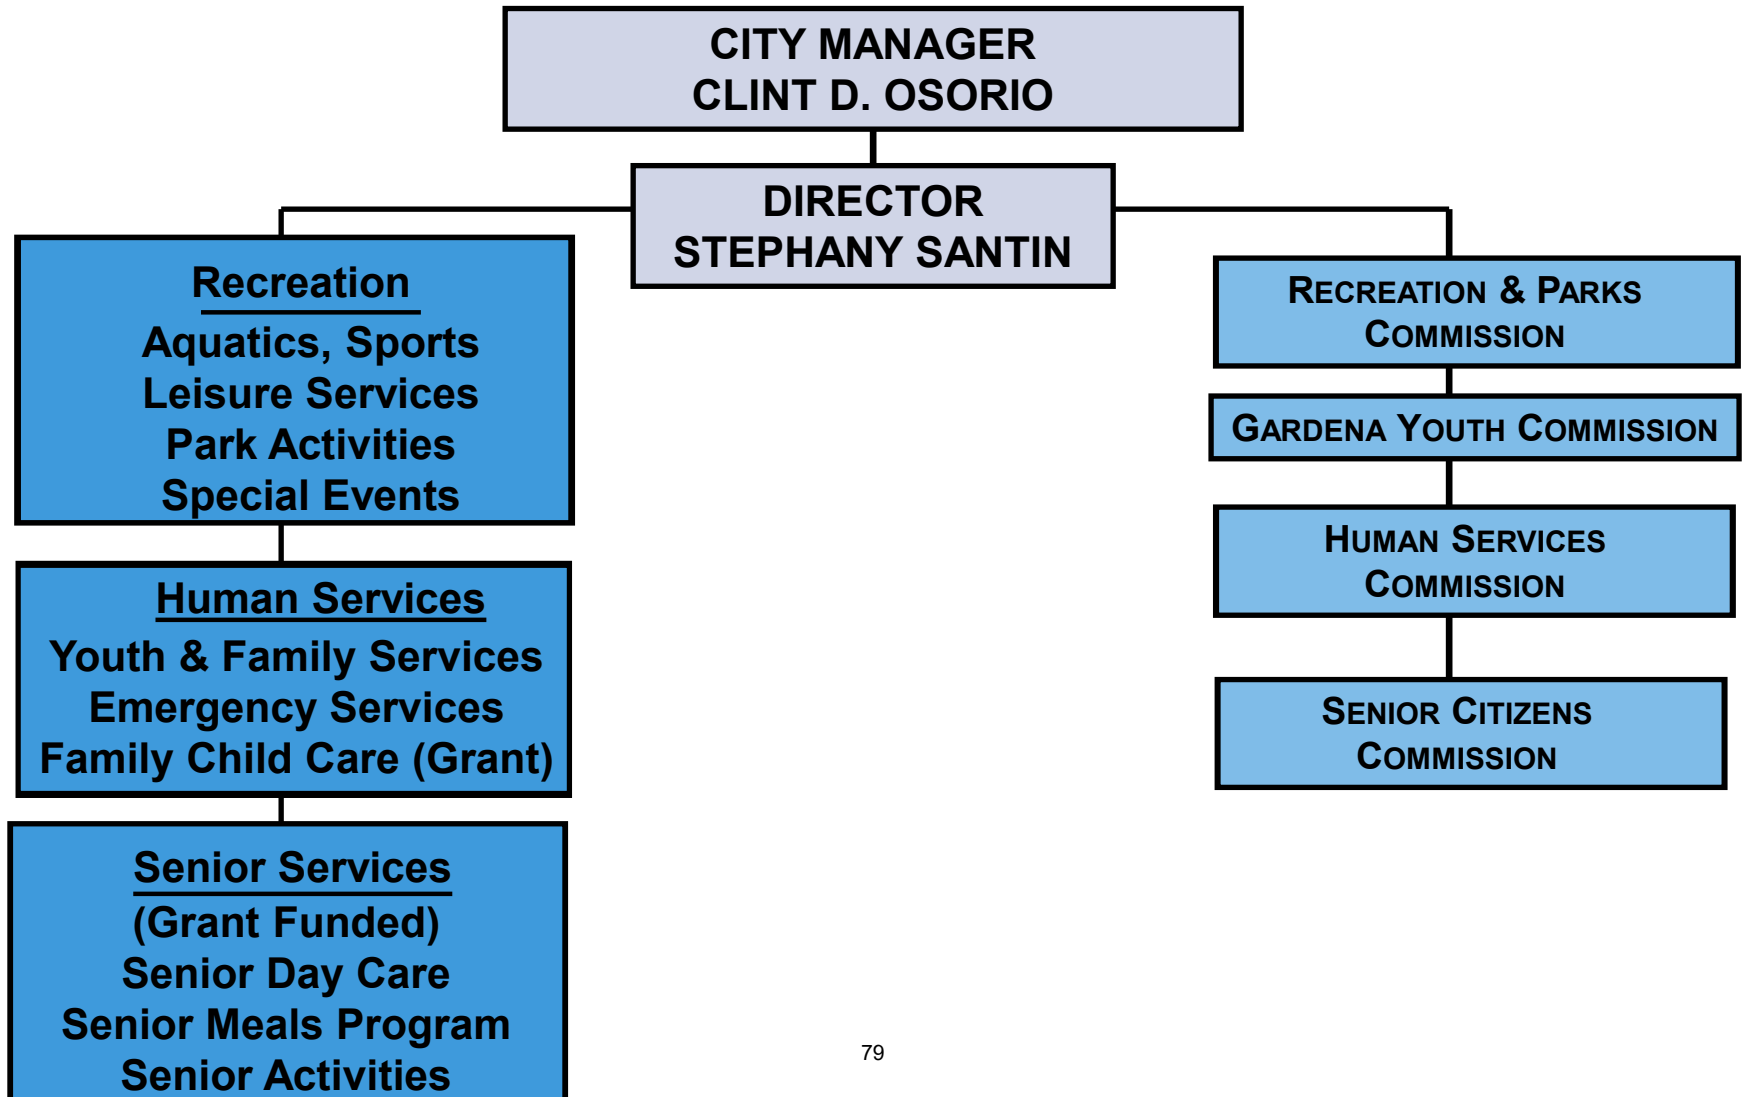 CITY MANAGER
CLINT D. OSORIO
DIRECTOR
STEPHANY SANTIN
Recreation
Aquatics, Sports
Leisure Services
Park Activities
Special Events
Human Services
Youth & Family Services
Emergency Services
Family Child Care (Grant)
Senior Services
(Grant Funded)
Senior Day Care
Senior Meals Program
Senior Activities
RECREATION & PARKS
COMMISSION
GARDENA YOUTH COMMISSION
HUMAN SERVICES
COMMISSION
SENIOR CITIZENS
COMMISSION
79